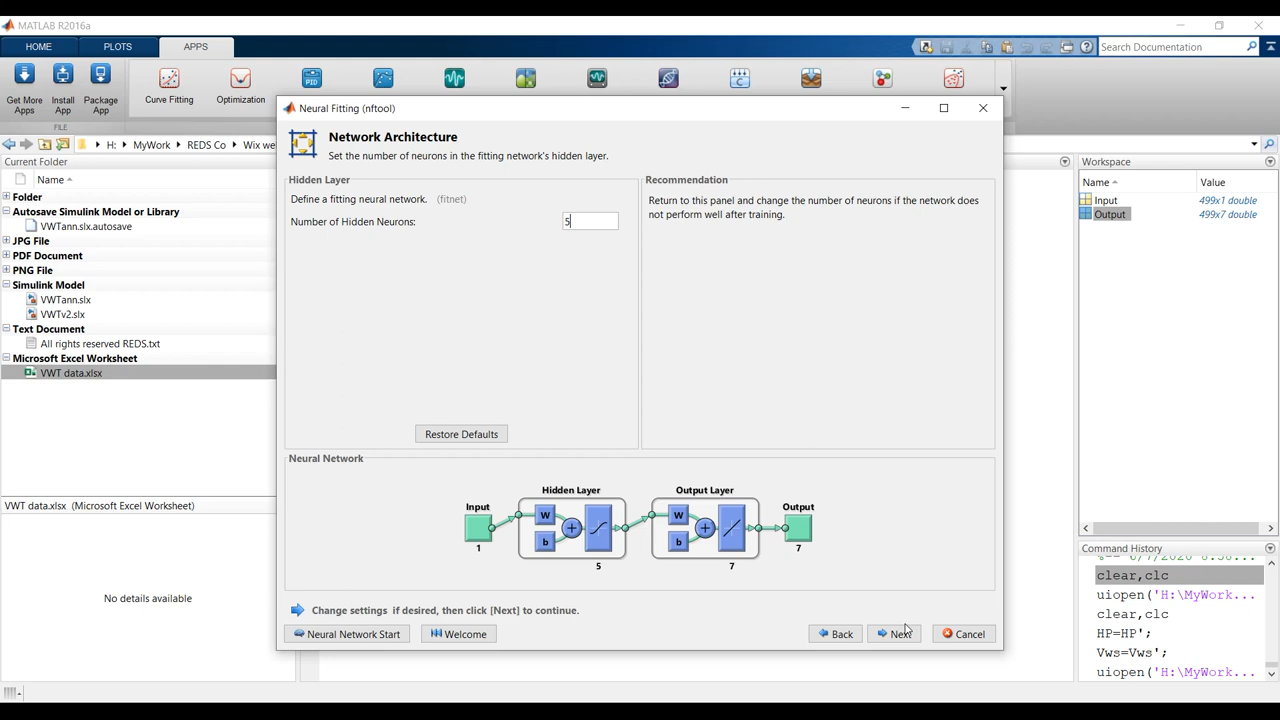 MATLAB R2016a
HOME
PLOTS
APPS
Search Documentation
Get More Apps
Install App
Package App
Curve Fitting
Optimization
PID
C
FILE
H:
MyWork
REDS Co
Wix we
Current Folder
Name
Folder
Autosave Simulink Model or Library
VWTann.slx.autosave
JPG File
PDF Document
PNG File
Simulink Model
VWTann.slx
VWTv2.slx
Text Document
All rights reserved REDS.txt
Microsoft Excel Worksheet
VWT data.xlsx
VWT data.xlsx (Microsoft Excel Worksheet)
No details available
Neural Fitting (nftool)
Network Architecture
Set the number of neurons in the fitting network's hidden layer.
Hidden Layer
Define a fitting neural network. (fitnet)
Number of Hidden Neurons: 5
Restore Defaults
Recommendation
Return to this panel and change the number of neurons if the network does
not perform well after training.
Neural Network
Hidden Layer
Output Layer
Input
Output
W
b
W
b
1
5
7
7
Change settings if desired, then click [Next] to continue.
Neural Network Start
Welcome
Back
Next
Cancel
Workspace
Name
Value
Input 499x1 double
Output 499x7 double
Command History
clear,clc
uiopen('H:\MyWork...
clear,clc
HP=HP';
Vws=Vws';
uiopen('H:\MyWork...